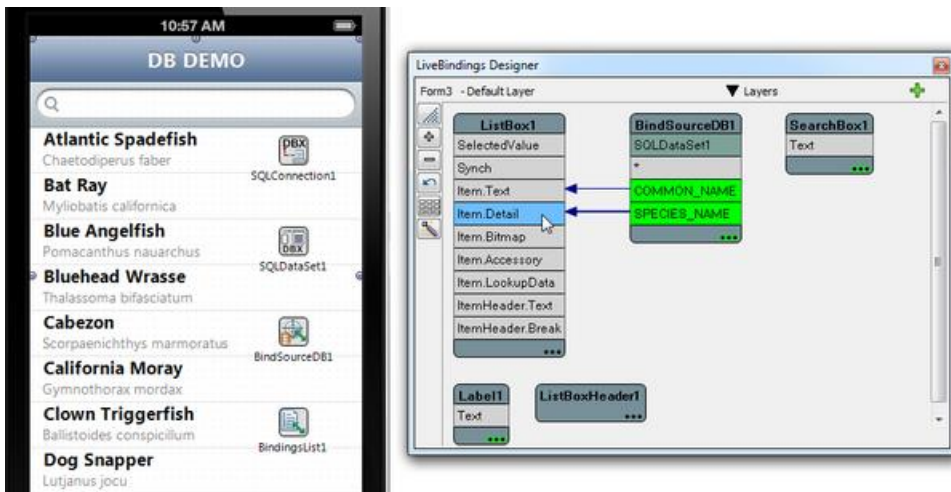 10:57 AM
DB DEMO
Atlantic Spadefish
Chaetodiperus faber
Bat Ray
Myliobatis californica
Blue Angelfish
Pomacanthus nauarchus
Bluehead Wrasse
Thalassoma bifasciatum
Cabezon
Scorpaenichthys marmoratus
California Moray
Gymnothorax mordax
Clown Triggerfish
Ballistoides conspicillum
Dog Snapper
Lutjanus jocu
DBX
SQLConnection1
DBX
SQLDataSet1
BindSourceDB1
BindingsList1
LiveBindings Designer
Form3 - Default Layer
Layers
ListBox1
SelectedValue
Synch
Item.Text
Item.Detail
Item.Bitmap
Item.Accessory
Item.LookupData
ItemHeader.Text
ItemHeader.Break
BindSourceDB1
SQLDataSet1
*
COMMON_NAME
SPECIES_NAME
SearchBox1
Text
Label1
Text
ListBoxHeader1